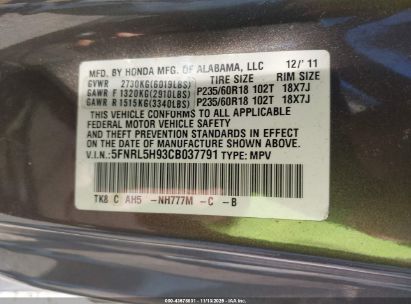 MFD. BY HONDA MFG. OF ALABAMA, LLC 12/'11
GVWR 2730KG(6019LBS) TIRE SIZE RIM SIZE
GAWR F 1320KG(2910LBS) P235/60R18 102T 18X7J
GAWR R 1515KG(3340LBS) P235/60R18 102T 18X7J
THIS VEHICLE CONFORMS TO ALL APPLICABLE
FEDERAL MOTOR VEHICLE SAFETY AND THEFT
PREVENTION STANDARDS IN EFFECT ON THE DATE
OF MANUFACTURE SHOWN ABOVE.
V.I.N.: 5FNRL5H93CB037791 TYPE: MPV
TK8 C AH5 -NH777M -C -B